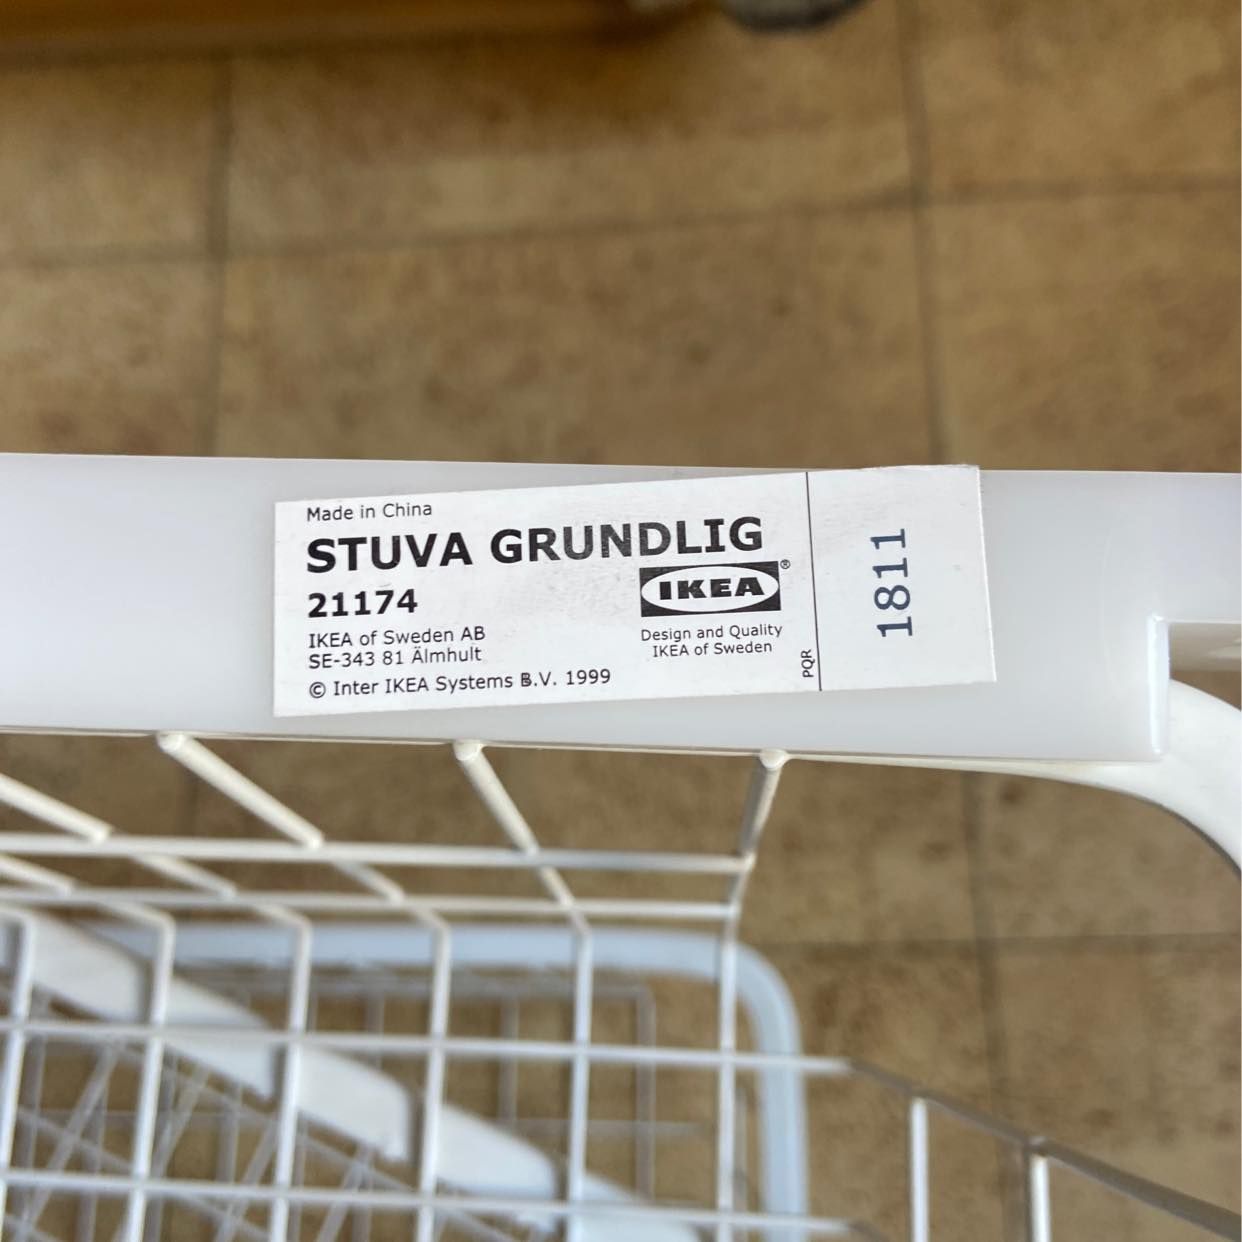 Made in China
STUVA GRUNDLIG
21174
IKEA®
IKEA of Sweden AB
SE-343 81 Älmhult
© Inter IKEA Systems B.V. 1999
Design and Quality
IKEA of Sweden
PQR
1811